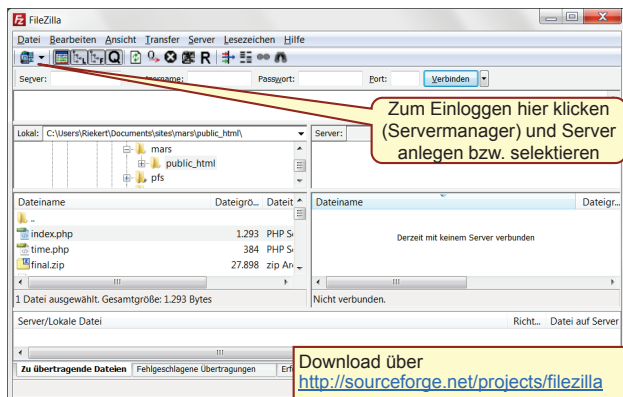 FileZilla
Datei Bearbeiten Ansicht Transfer Server Lesezeichen Hilfe
Server: Passwort: Port: Verbinden
Zum Einloggen hier klicken
(Servermanager) und Server
anlegen bzw. selektieren
Lokal: C:\Users\Riekert\Documents\sites\mars\public_html\ Server:
mars
public_html
pfs
Dateiname Dateigrö... Dateit Dateiname Dateigr...
..
index.php 1.293 PHP
time.php 384 PHP
final.zip 27.898 zip
Derzeit mit keinem Server verbunden
1 Datei ausgewählt. Gesamtgröße: 1.293 Bytes Nicht verbunden.
Server/Lokale Datei Richt... Datei auf Server
Zu übertragende Dateien Fehlgeschlagene Übertragungen
Download über
http://sourceforge.net/projects/filezilla